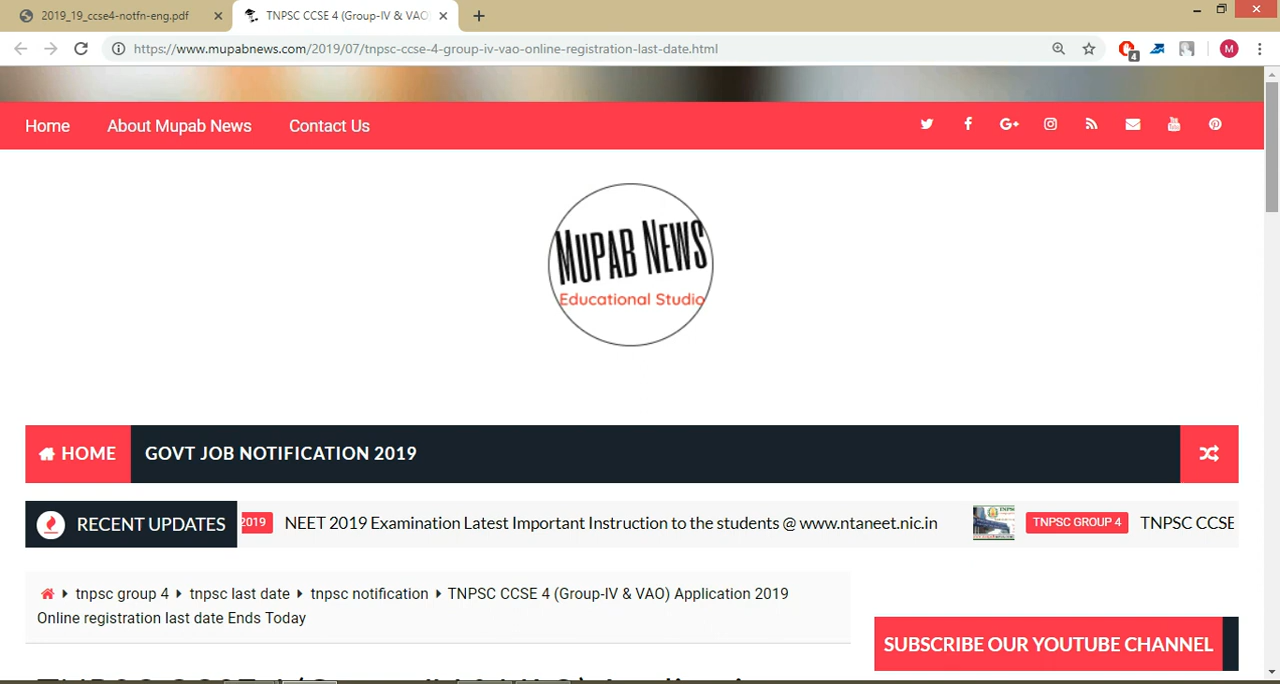 2019_19_ccse4-notfn-eng.pdf
TNPSC CCSE 4 (Group-IV & VAO)
https://www.mupabnews.com/2019/07/tnpsc-ccse-4-group-iv-vao-online-registration-last-date.html
4
M
Home
About Mupab News
Contact Us
MUPAB NEWS
Educational Studio
HOME
GOVT JOB NOTIFICATION 2019
RECENT UPDATES
2019
NEET 2019 Examination Latest Important Instruction to the students @ www.ntaneet.nic.in
TNPSC GROUP 4
TNPSC CCSE
tnpsc group 4
tnpsc last date
tnpsc notification
TNPSC CCSE 4 (Group-IV & VAO) Application 2019
Online registration last date Ends Today
SUBSCRIBE OUR YOUTUBE CHANNEL